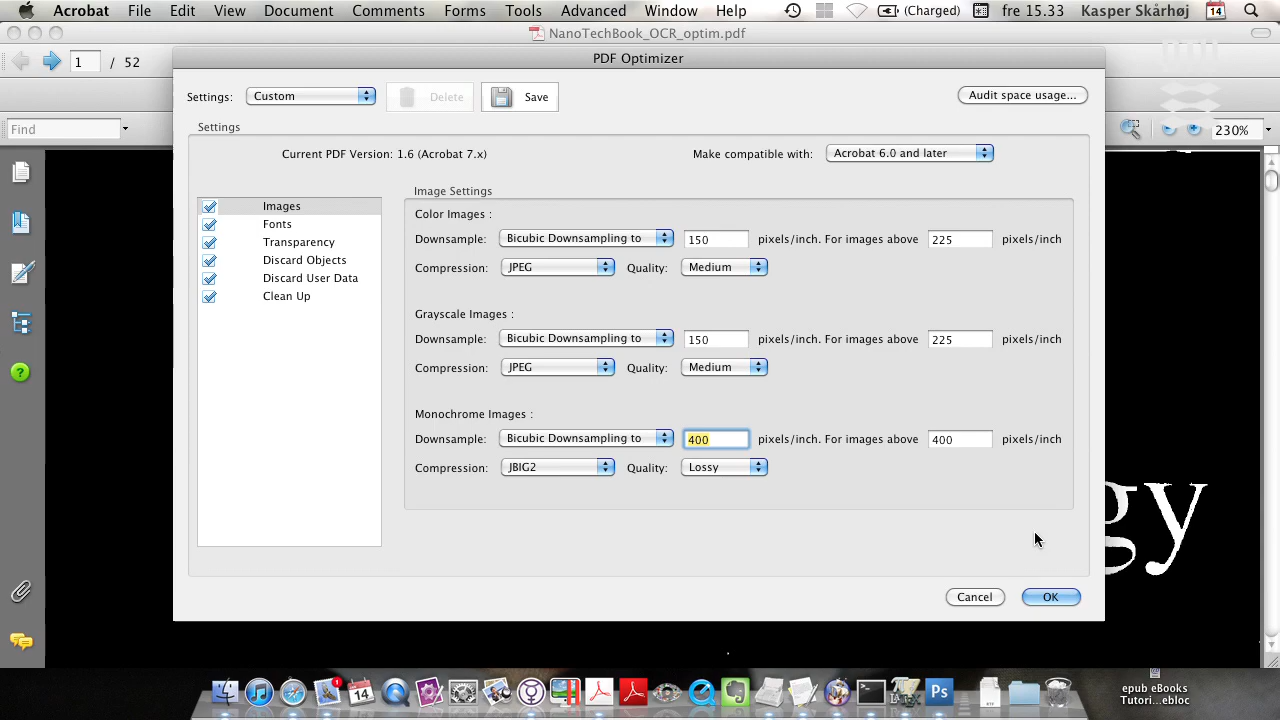 Acrobat File Edit View Document Comments Forms Tools Advanced Window Help (Charged) fre 15.33 Kasper Skårhøj 14
NanoTechBook_OCR_optim.pdf
1 / 52
PDF Optimizer
Settings: Custom Delete Save Audit space usage...
Find 230%
Settings
Current PDF Version: 1.6 (Acrobat 7.x) Make compatible with: Acrobat 6.0 and later
Images
Fonts
Transparency
Discard Objects
Discard User Data
Clean Up
Image Settings
Color Images :
Downsample: Bicubic Downsampling to 150 pixels/inch. For images above 225 pixels/inch
Compression: JPEG Quality: Medium
Grayscale Images :
Downsample: Bicubic Downsampling to 150 pixels/inch. For images above 225 pixels/inch
Compression: JPEG Quality: Medium
Monochrome Images :
Downsample: Bicubic Downsampling to 400 pixels/inch. For images above 400 pixels/inch
Compression: JBIG2 Quality: Lossy
gy
Cancel OK
14
Ps
epub eBooks
Tutori...ebloc